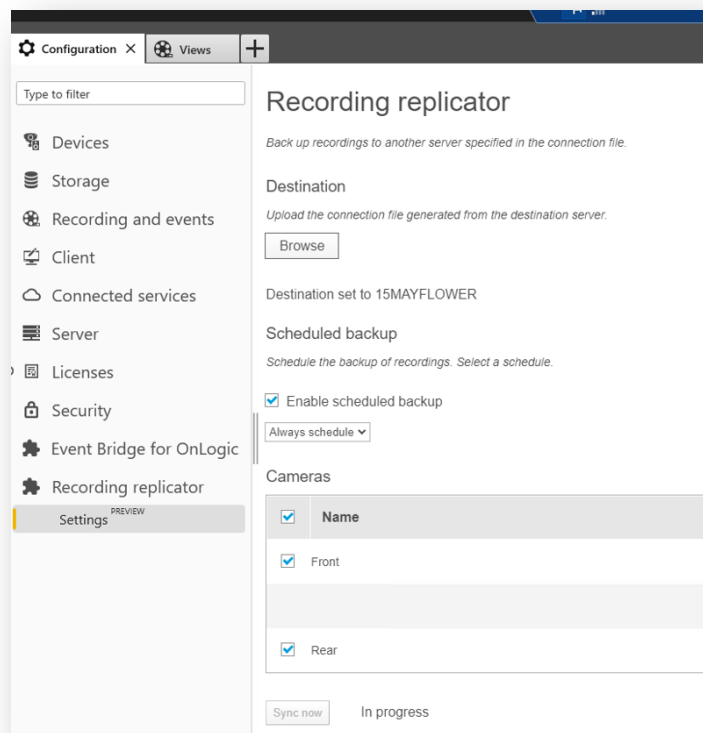 Configuration
Views
Type to filter
Devices
Storage
Recording and events
Client
Connected services
Server
Licenses
Security
Event Bridge for OnLogic
Recording replicator
Settings PREVIEW
Recording replicator
Back up recordings to another server specified in the connection file.
Destination
Upload the connection file generated from the destination server.
Browse
Destination set to 15MAYFLOWER
Scheduled backup
Schedule the backup of recordings. Select a schedule.
Enable scheduled backup
Always schedule
Cameras
Name
Front
Rear
Sync now In progress